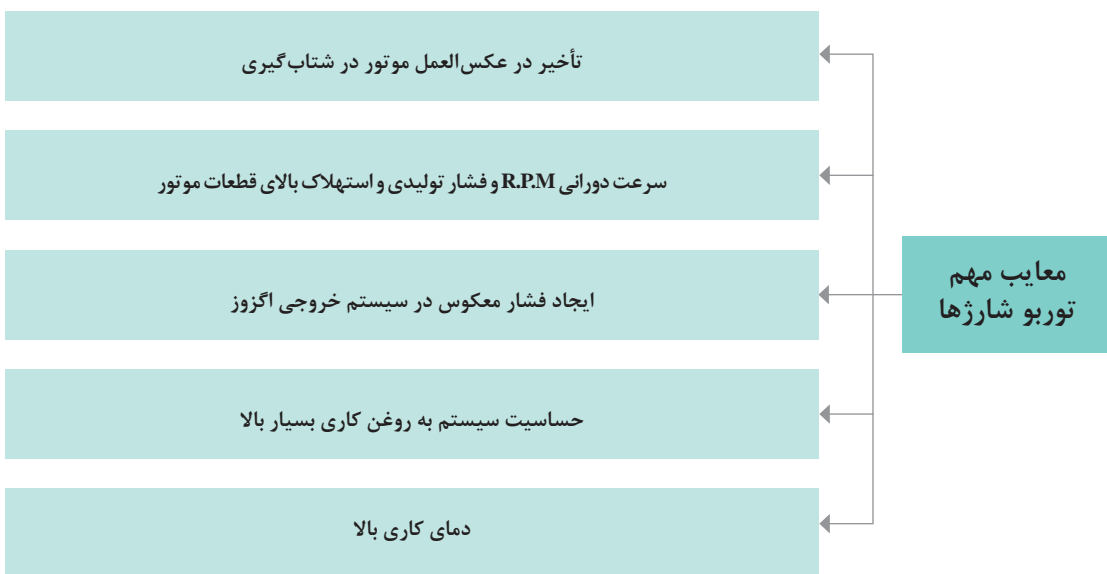 معایب مهم
توربو شارژها
تأخیر در عکس‌العمل موتور در شتاب‌گیری
سرعت دورانی R.P.M و فشار تولیدی و استهلاک بالای قطعات موتور
ایجاد فشار معکوس در سیستم خروجی اگزوز
حساسیت سیستم به روغن کاری بسیار بالا
دمای کاری بالا